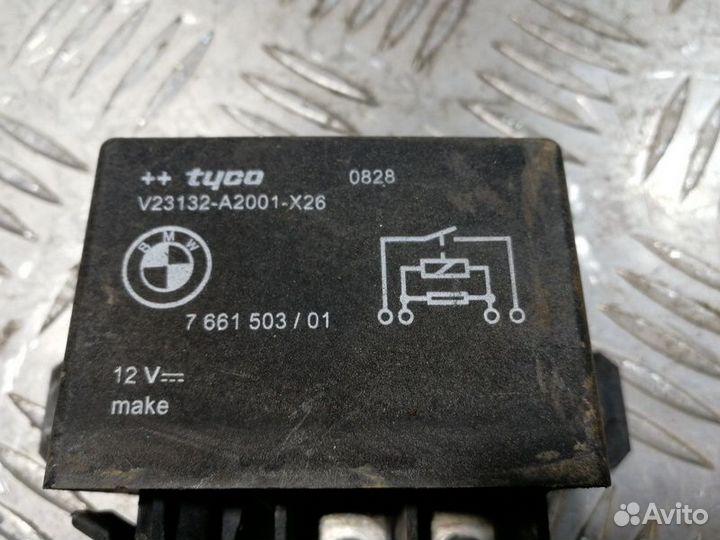 ++ tyco 0828
V23132-A2001-X26
BMW
7 661 503 / 01
12 V⎓
make
Avito